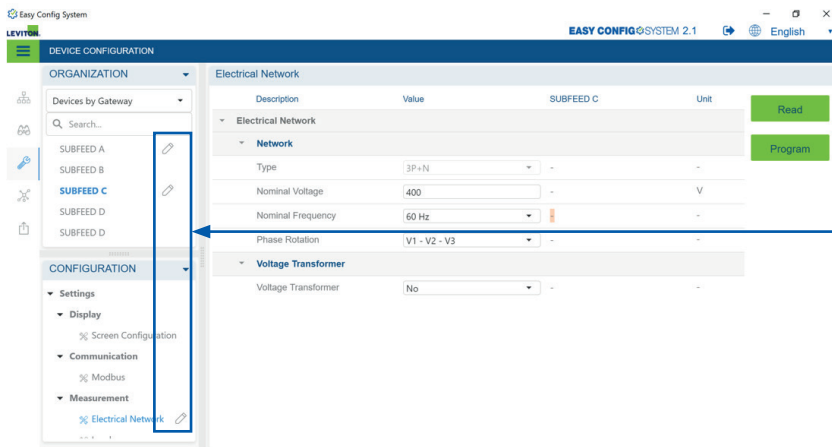 Easy Config System
LEVITON.
EASY CONFIG SYSTEM 2.1 English
DEVICE CONFIGURATION
ORGANIZATION
Devices by Gateway
Search...
SUBFEED A
SUBFEED B
SUBFEED C
SUBFEED D
SUBFEED D
CONFIGURATION
Settings
Display
Screen Configuration
Communication
Modbus
Measurement
Electrical Network
Electrical Network
Description Value SUBFEED C Unit
Electrical Network
Network
Type 3P+N - -
Nominal Voltage 400 - V
Nominal Frequency 60 Hz - -
Phase Rotation V1 - V2 - V3 - -
Voltage Transformer
Voltage Transformer No - -
Read
Program